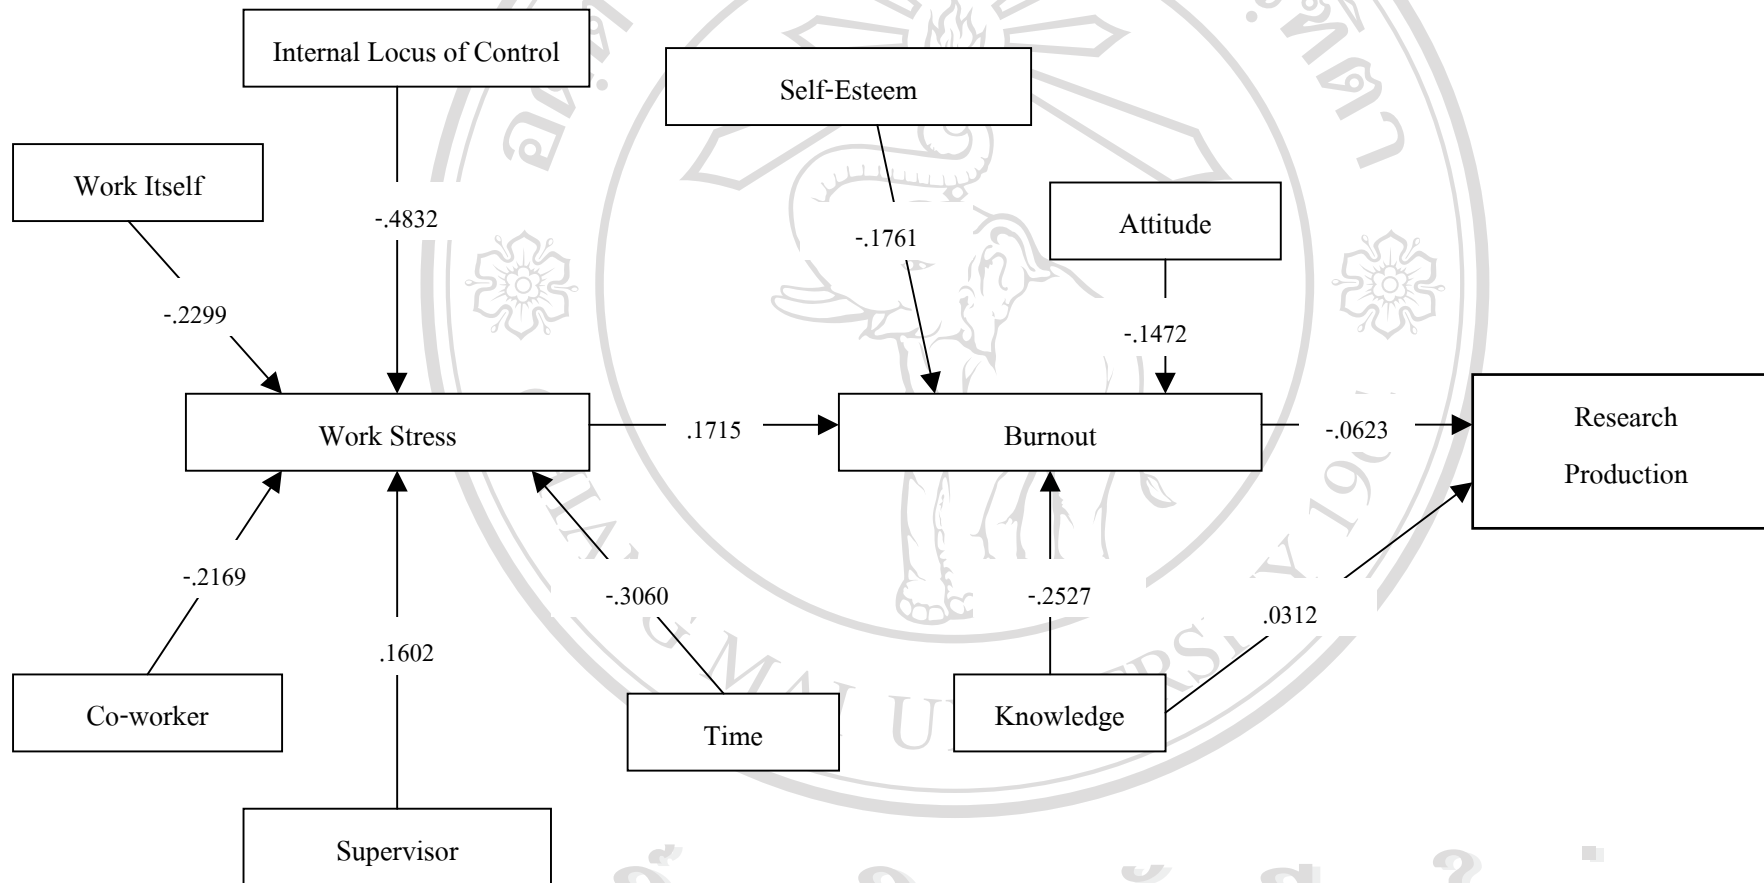 Internal Locus of Control
Self-Esteem
Work Itself
Attitude
-.4832
-.1761
-.2299
-.1472
Work Stress
.1715
Burnout
-.0623
Research
Production
-.2169
-.3060
-.2527
.0312
.1602
Co-worker
Time
Knowledge
Supervisor